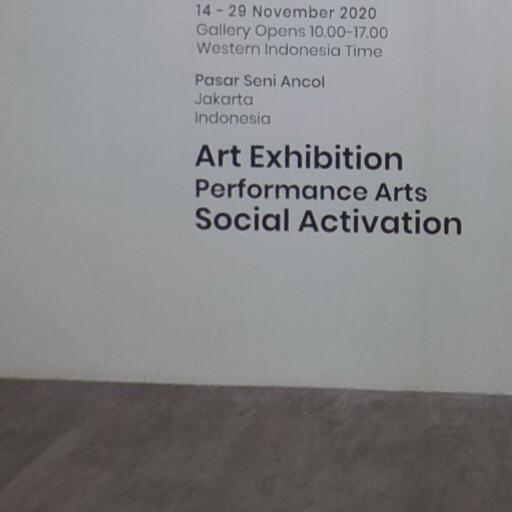 14 - 29 November 2020
Gallery Opens 10.00-17.00
Western Indonesia Time
Pasar Seni Ancol
Jakarta
Indonesia
Art Exhibition
Performance Arts
Social Activation